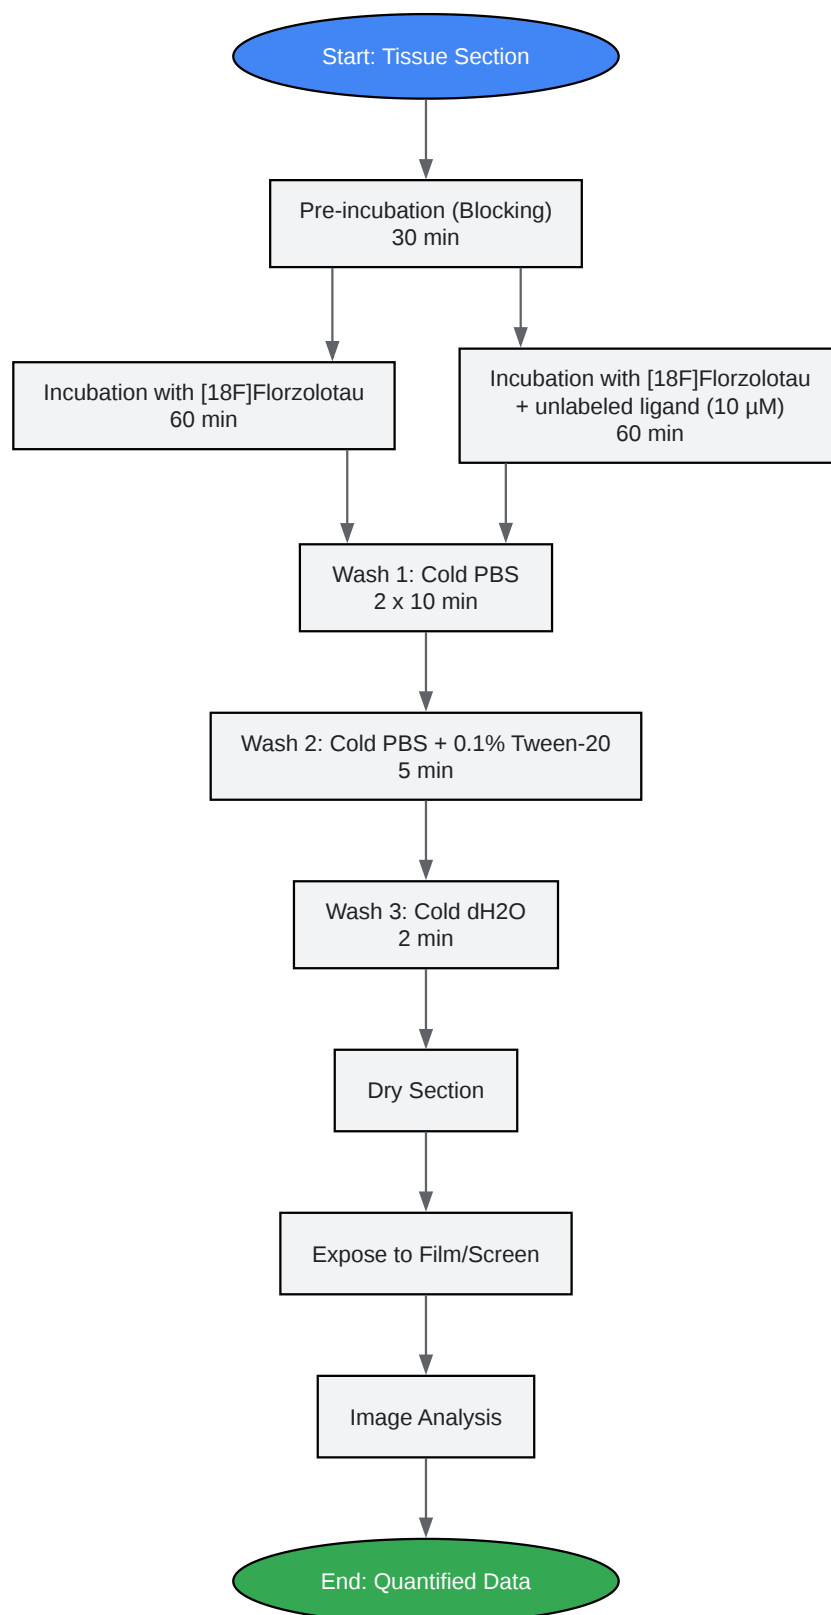 Start: Tissue Section
Pre-incubation (Blocking)
30 min
Incubation with [18F]Florzolotau
60 min
Incubation with [18F]Florzolotau
+ unlabeled ligand (10 µM)
60 min
Wash 1: Cold PBS
2 x 10 min
Wash 2: Cold PBS + 0.1% Tween-20
5 min
Wash 3: Cold dH2O
2 min
Dry Section
Expose to Film/Screen
Image Analysis
End: Quantified Data